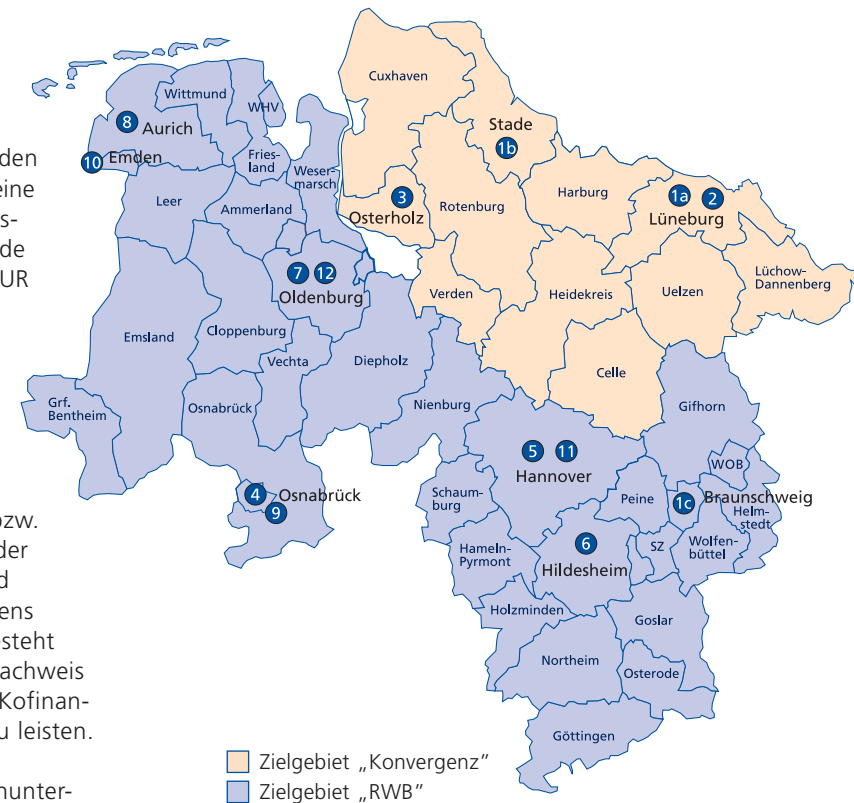 den
eine
s-
de
UR
bzw.
der
d
ens
esteht
achweis
Kofinan-
u leisten.
hunter-
Cuxhaven
Wittmund
WHV
8
Aurich
Stade
1b
10
Emden
Fries-
land
Weser-
marsch
Leer
Ammerland
3
Osterholz
Rotenburg
Harburg
1a
2
Lüneburg
7
12
Oldenburg
Verden
Heidekreis
Uelzen
Lüchow-
Dannenberg
Emsland
Cloppenburg
Vechta
Diepholz
Celle
Grf.
Bentheim
Osnabrück
Nienburg
Gifhorn
5
11
Hannover
WOB
4
Osnabrück
9
Schaum-
burg
Peine
1c
Braunschweig
Helm-
stedt
Hameln-
Pyrmont
6
Hildesheim
SZ
Wolfen-
büttel
Holzminden
Goslar
Northeim
Osterode
Göttingen
Zielgebiet „Konvergenz”
Zielgebiet „RWB”